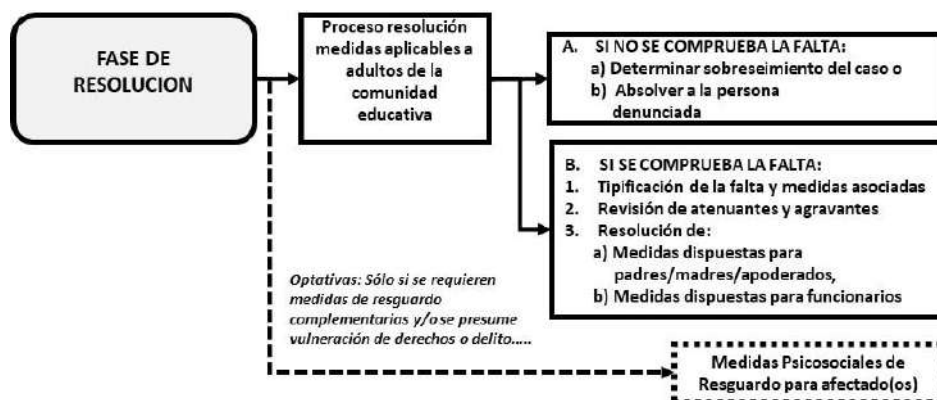 FASE DE
RESOLUCION
Proceso resolución
medidas aplicables a
adultos de la
comunidad
educativa
A. SI NO SE COMPRUEBA LA FALTA:
a) Determinar sobreseimiento del caso o
b) Absolver a la persona
denunciada
B. SI SE COMPRUEBA LA FALTA:
1. Tipificación de la falta y medidas asociadas
2. Revisión de atenuantes y agravantes
3. Resolución de:
a) Medidas dispuestas para
padres/madres/apoderados,
b) Medidas dispuestas para funcionarios
Optativas: Sólo si se requieren
medidas de resguardo
complementarias y/o se presume
vulneración de derechos o delito.....
Medidas Psicosociales de
Resguardo para afectado(os)